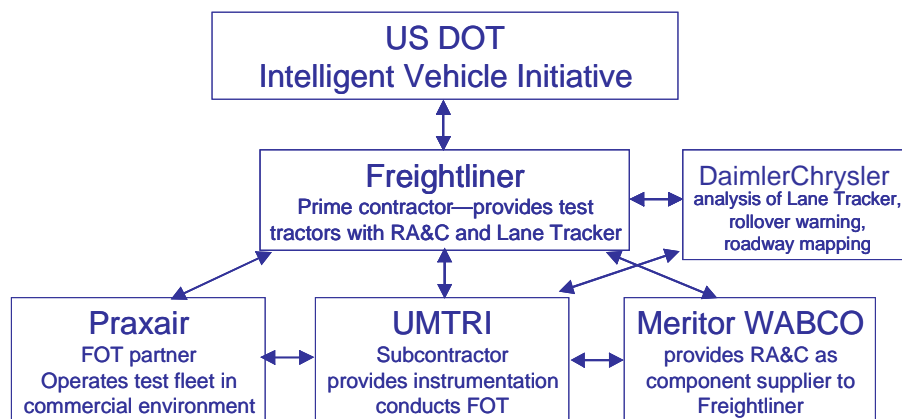 US DOT
Intelligent Vehicle Initiative
Freightliner
Prime contractor—provides test
tractors with RA&C and Lane Tracker
DaimlerChrysler
analysis of Lane Tracker,
rollover warning,
roadway mapping
Praxair
FOT partner
Operates test fleet in
commercial environment
UMTRI
Subcontractor
provides instrumentation
conducts FOT
Meritor WABCO
provides RA&C as
component supplier to
Freightliner